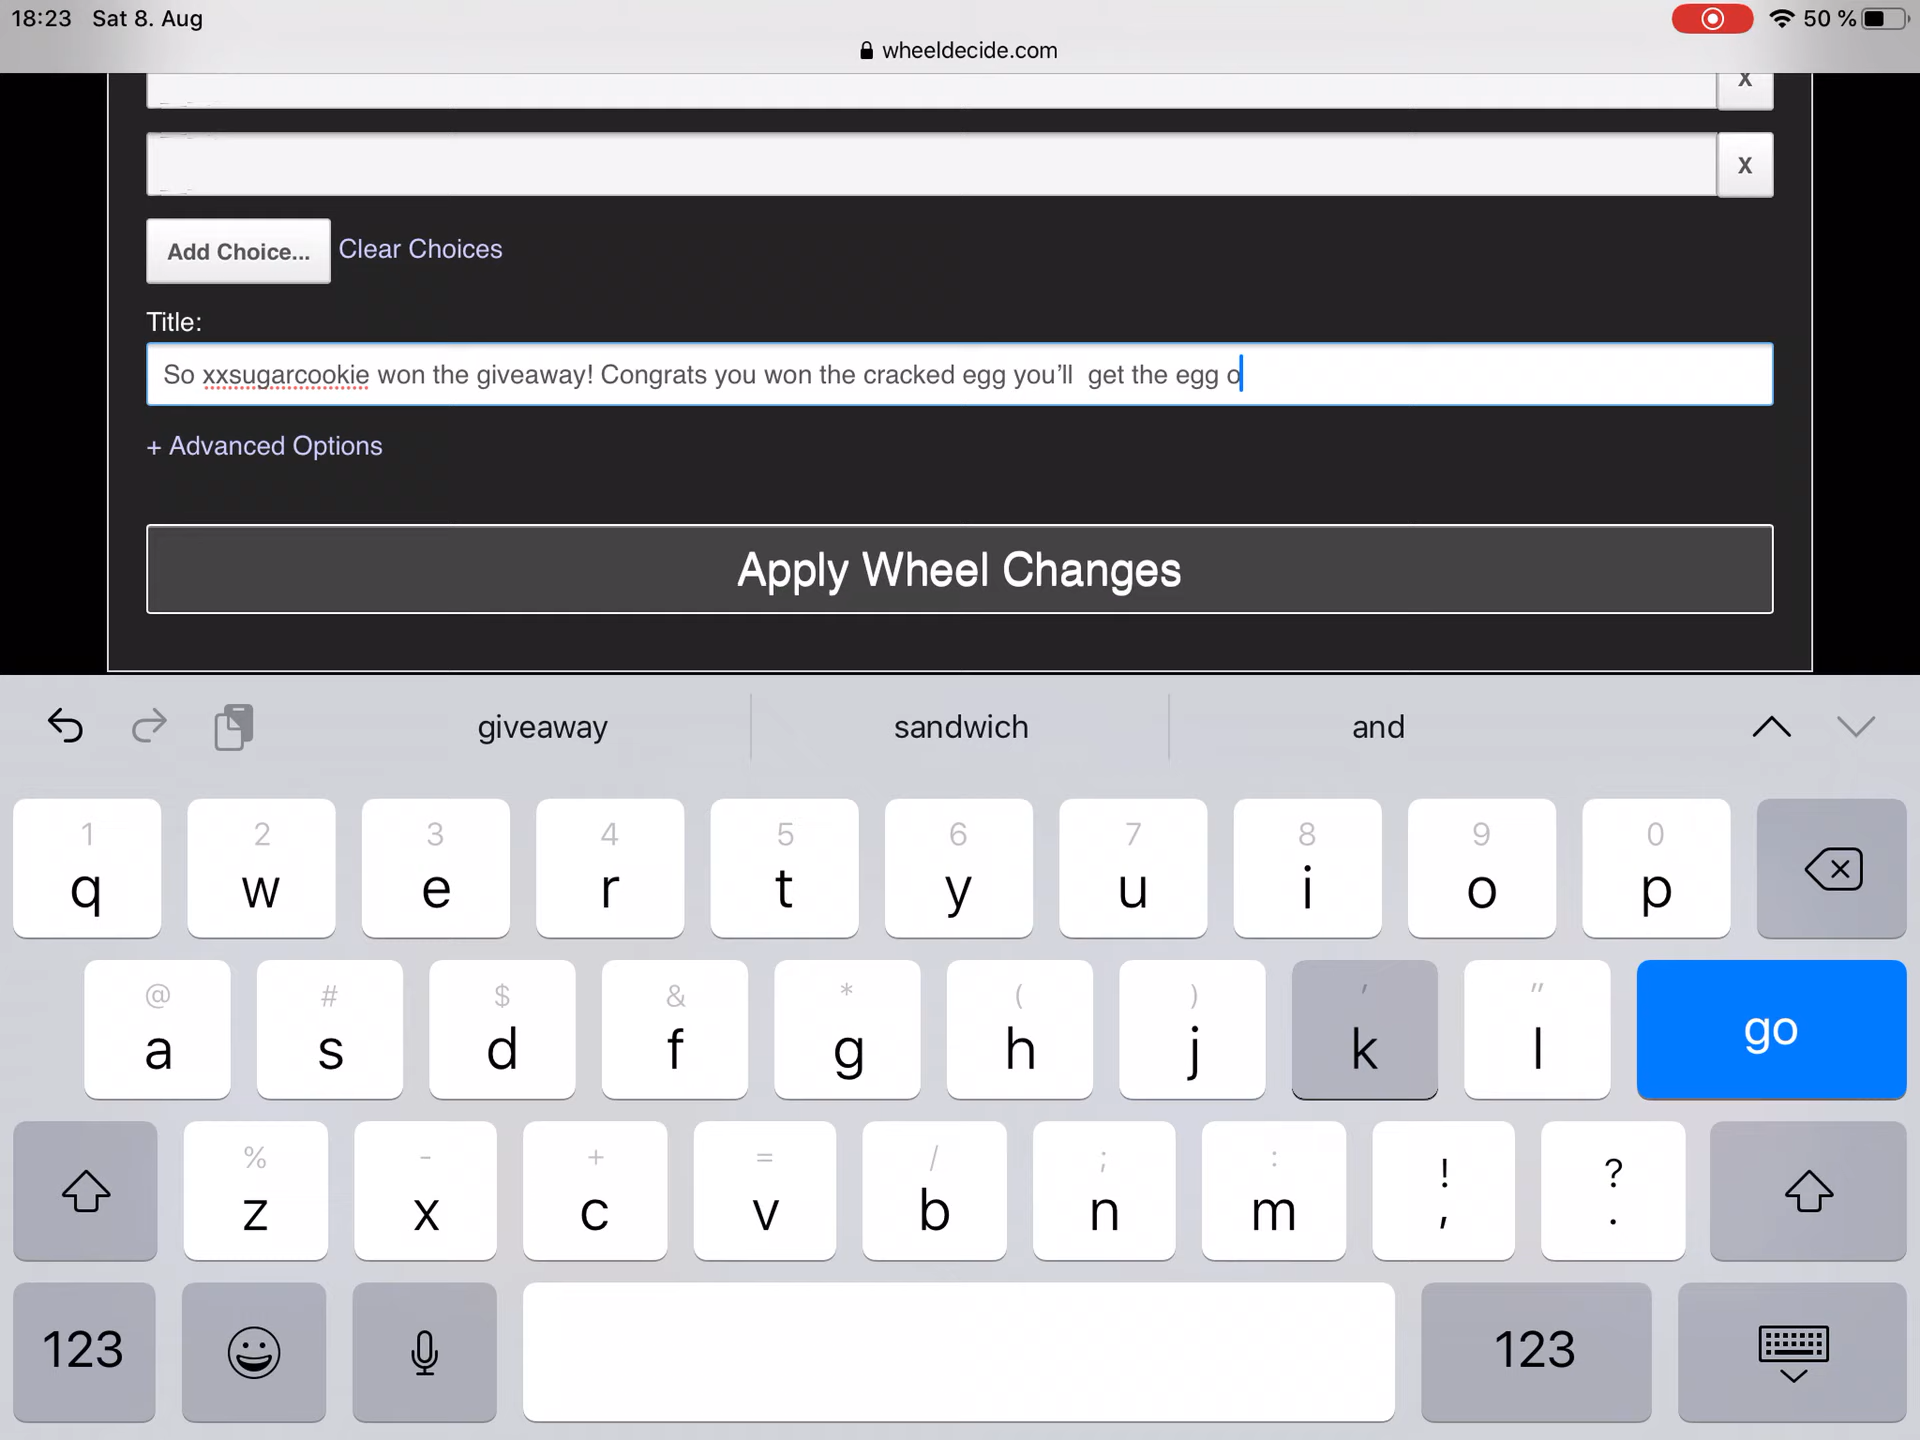 18:23 Sat 8. Aug 50 %
wheeldecide.com
X
X
Add Choice... Clear Choices
Title:
So xxsugarcookie won the giveaway! Congrats you won the cracked egg you’ll  get the egg o
+ Advanced Options
Apply Wheel Changes
giveaway sandwich and
1 2 3 4 5 6 7 8 9 0
q w e r t y u i o p
@ # $ & * ( ) ' "
a s d f g h j k l go
% - + = / ; : ! ?
z x c v b n m , .
123 123